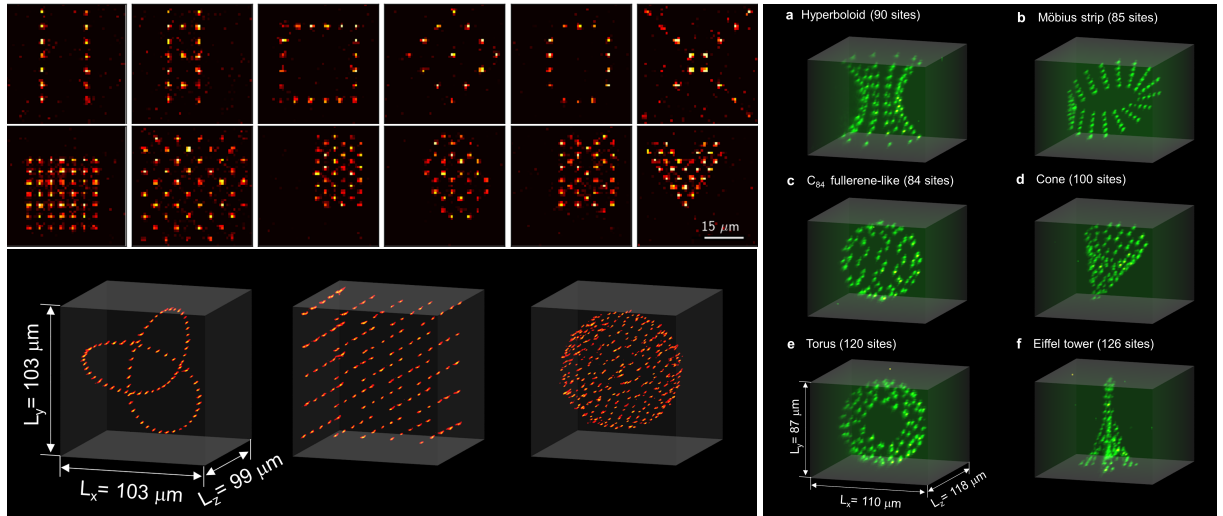 15 μm
L_y= 103 μm
L_x= 103 μm
L_z= 99 μm
a Hyperboloid (90 sites)
b Möbius strip (85 sites)
c C₈₄ fullerene-like (84 sites)
d Cone (100 sites)
e Torus (120 sites)
f Eiffel tower (126 sites)
L_y= 87 μm
L_x= 110 μm
L_z= 118 μm